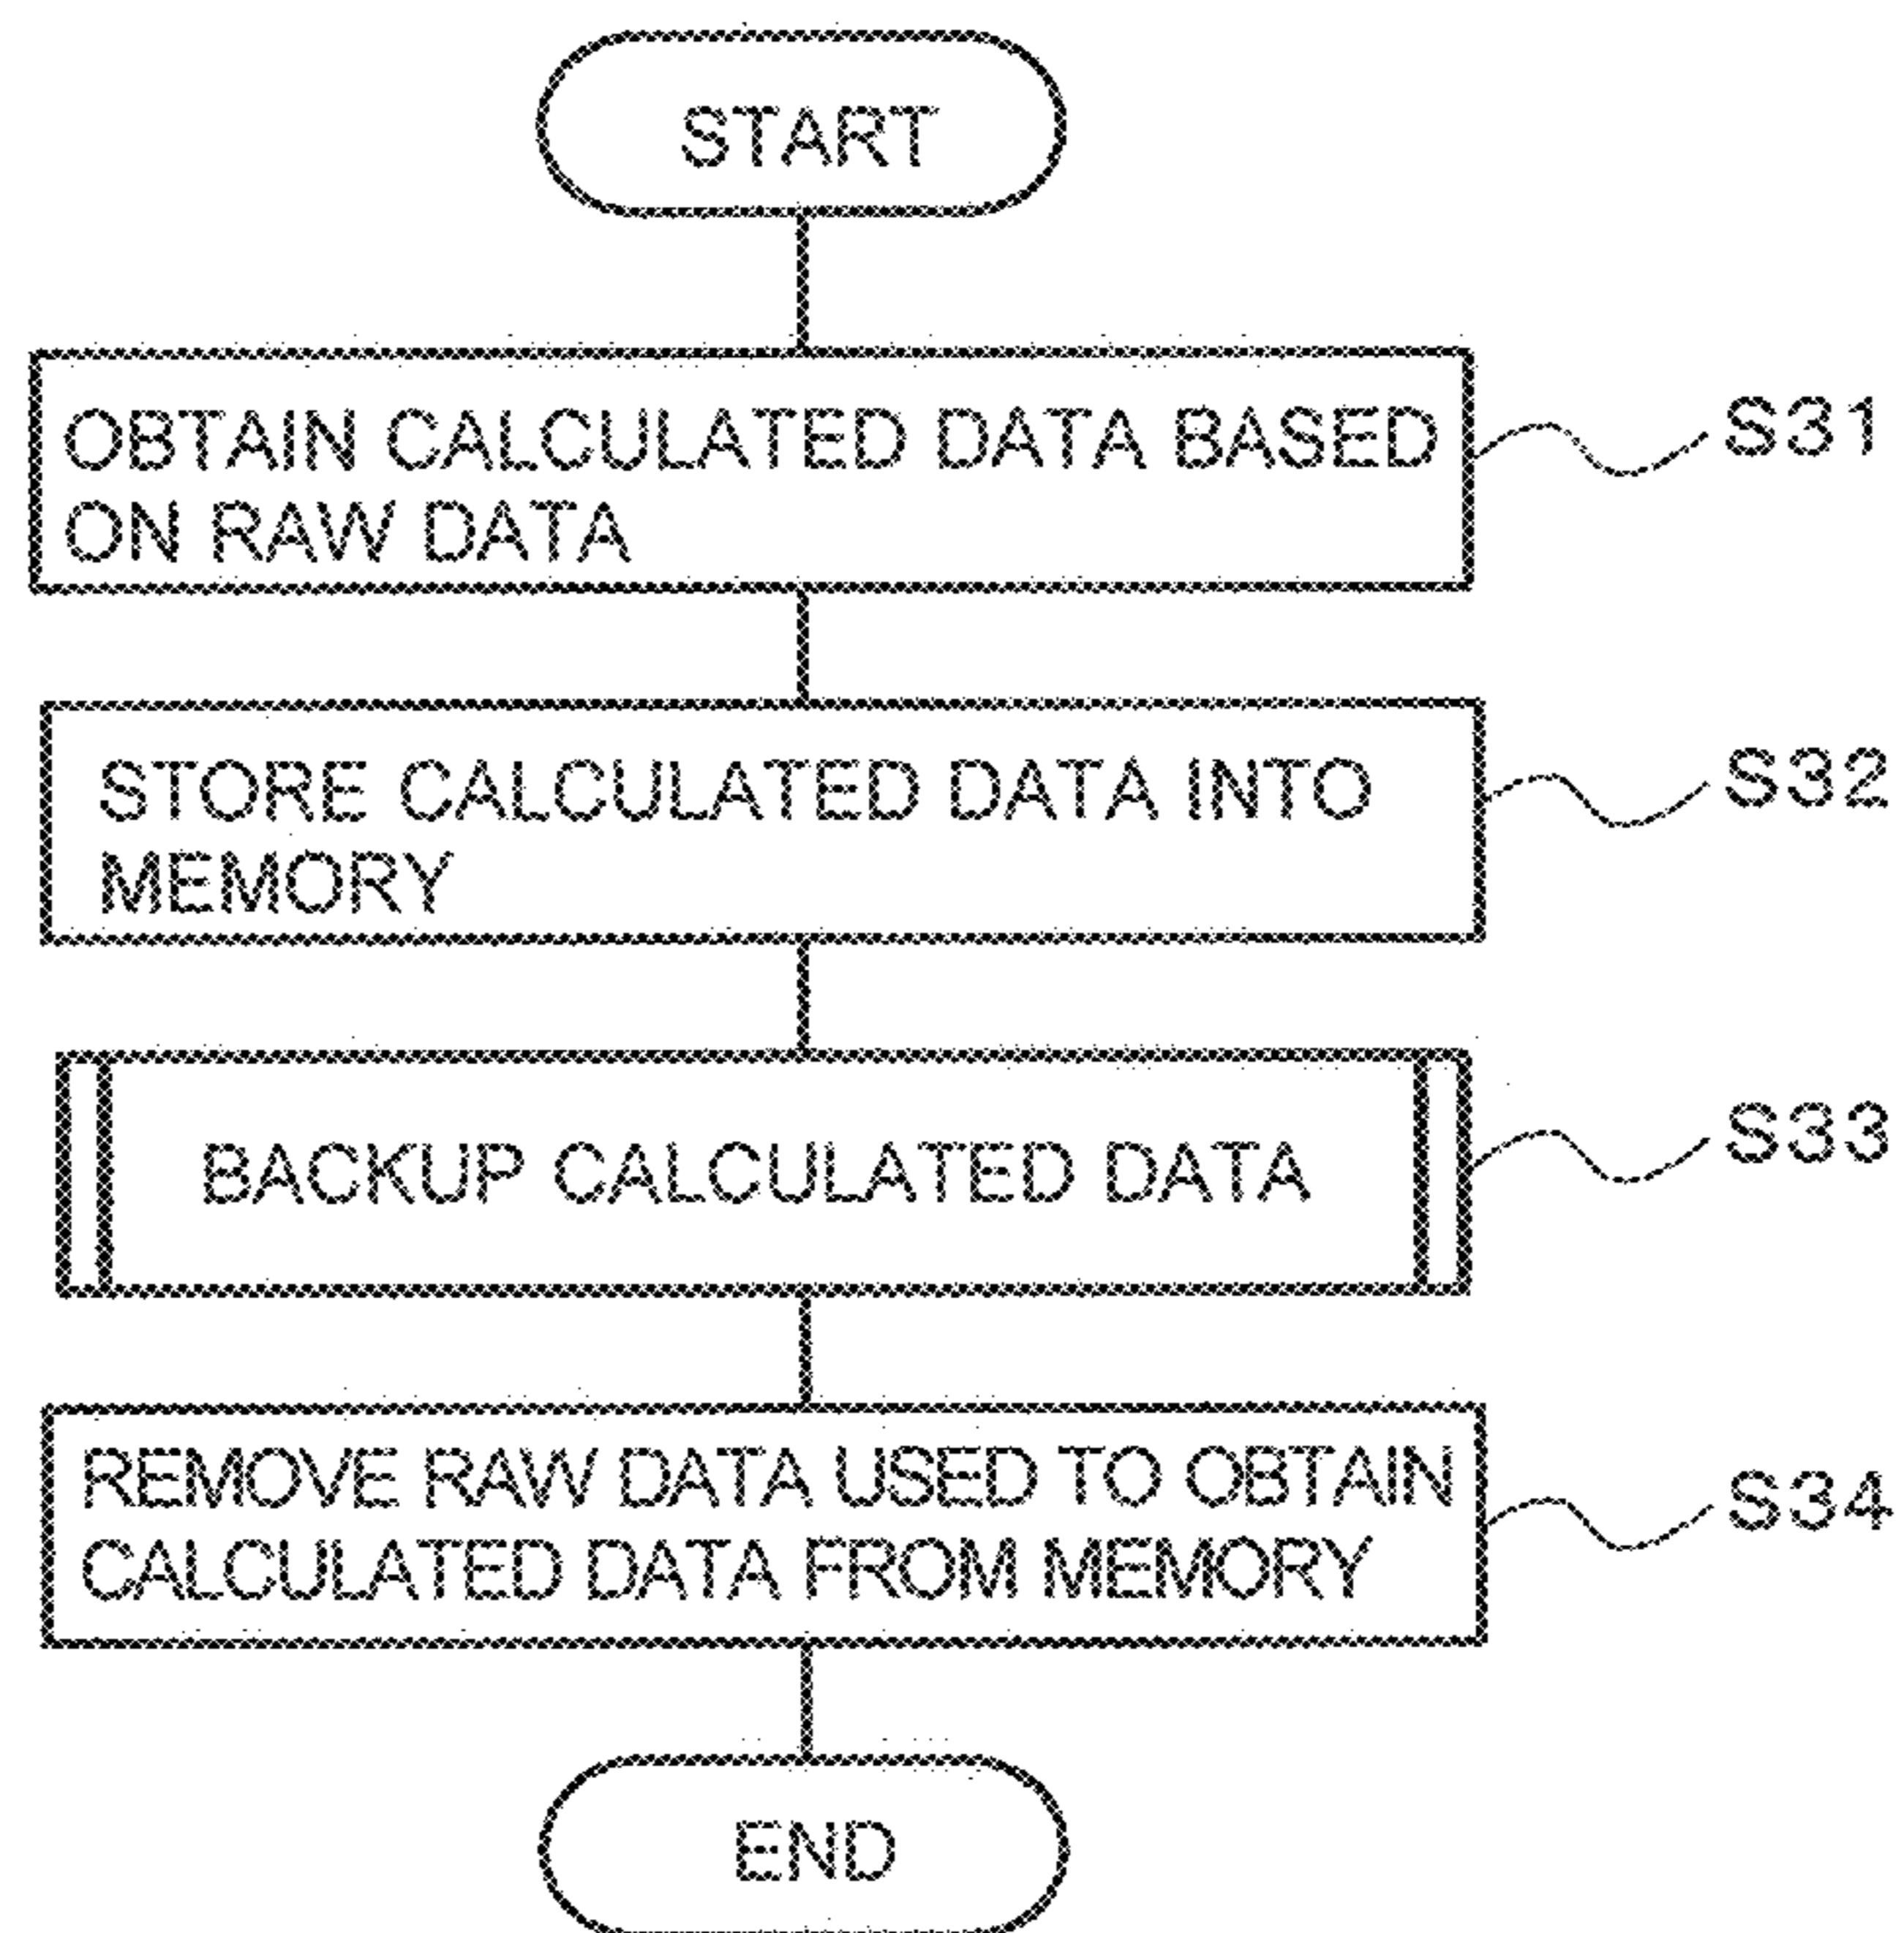 START
OBTAIN CALCULATED DATA BASED
ON RAW DATA
S31
STORE CALCULATED DATA INTO
MEMORY
S32
BACKUP CALCULATED DATA
S33
REMOVE RAW DATA USED TO OBTAIN
CALCULATED DATA FROM MEMORY
S34
END